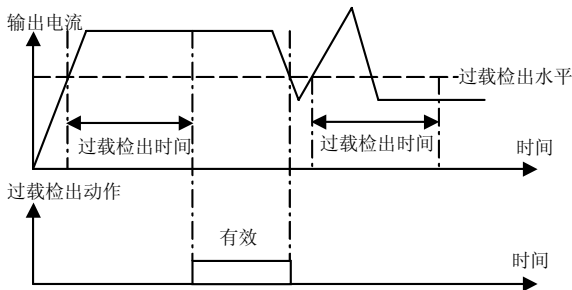 输出电流
过载检出水平
过载检出时间
过载检出时间
时间
过载检出动作
有效
时间